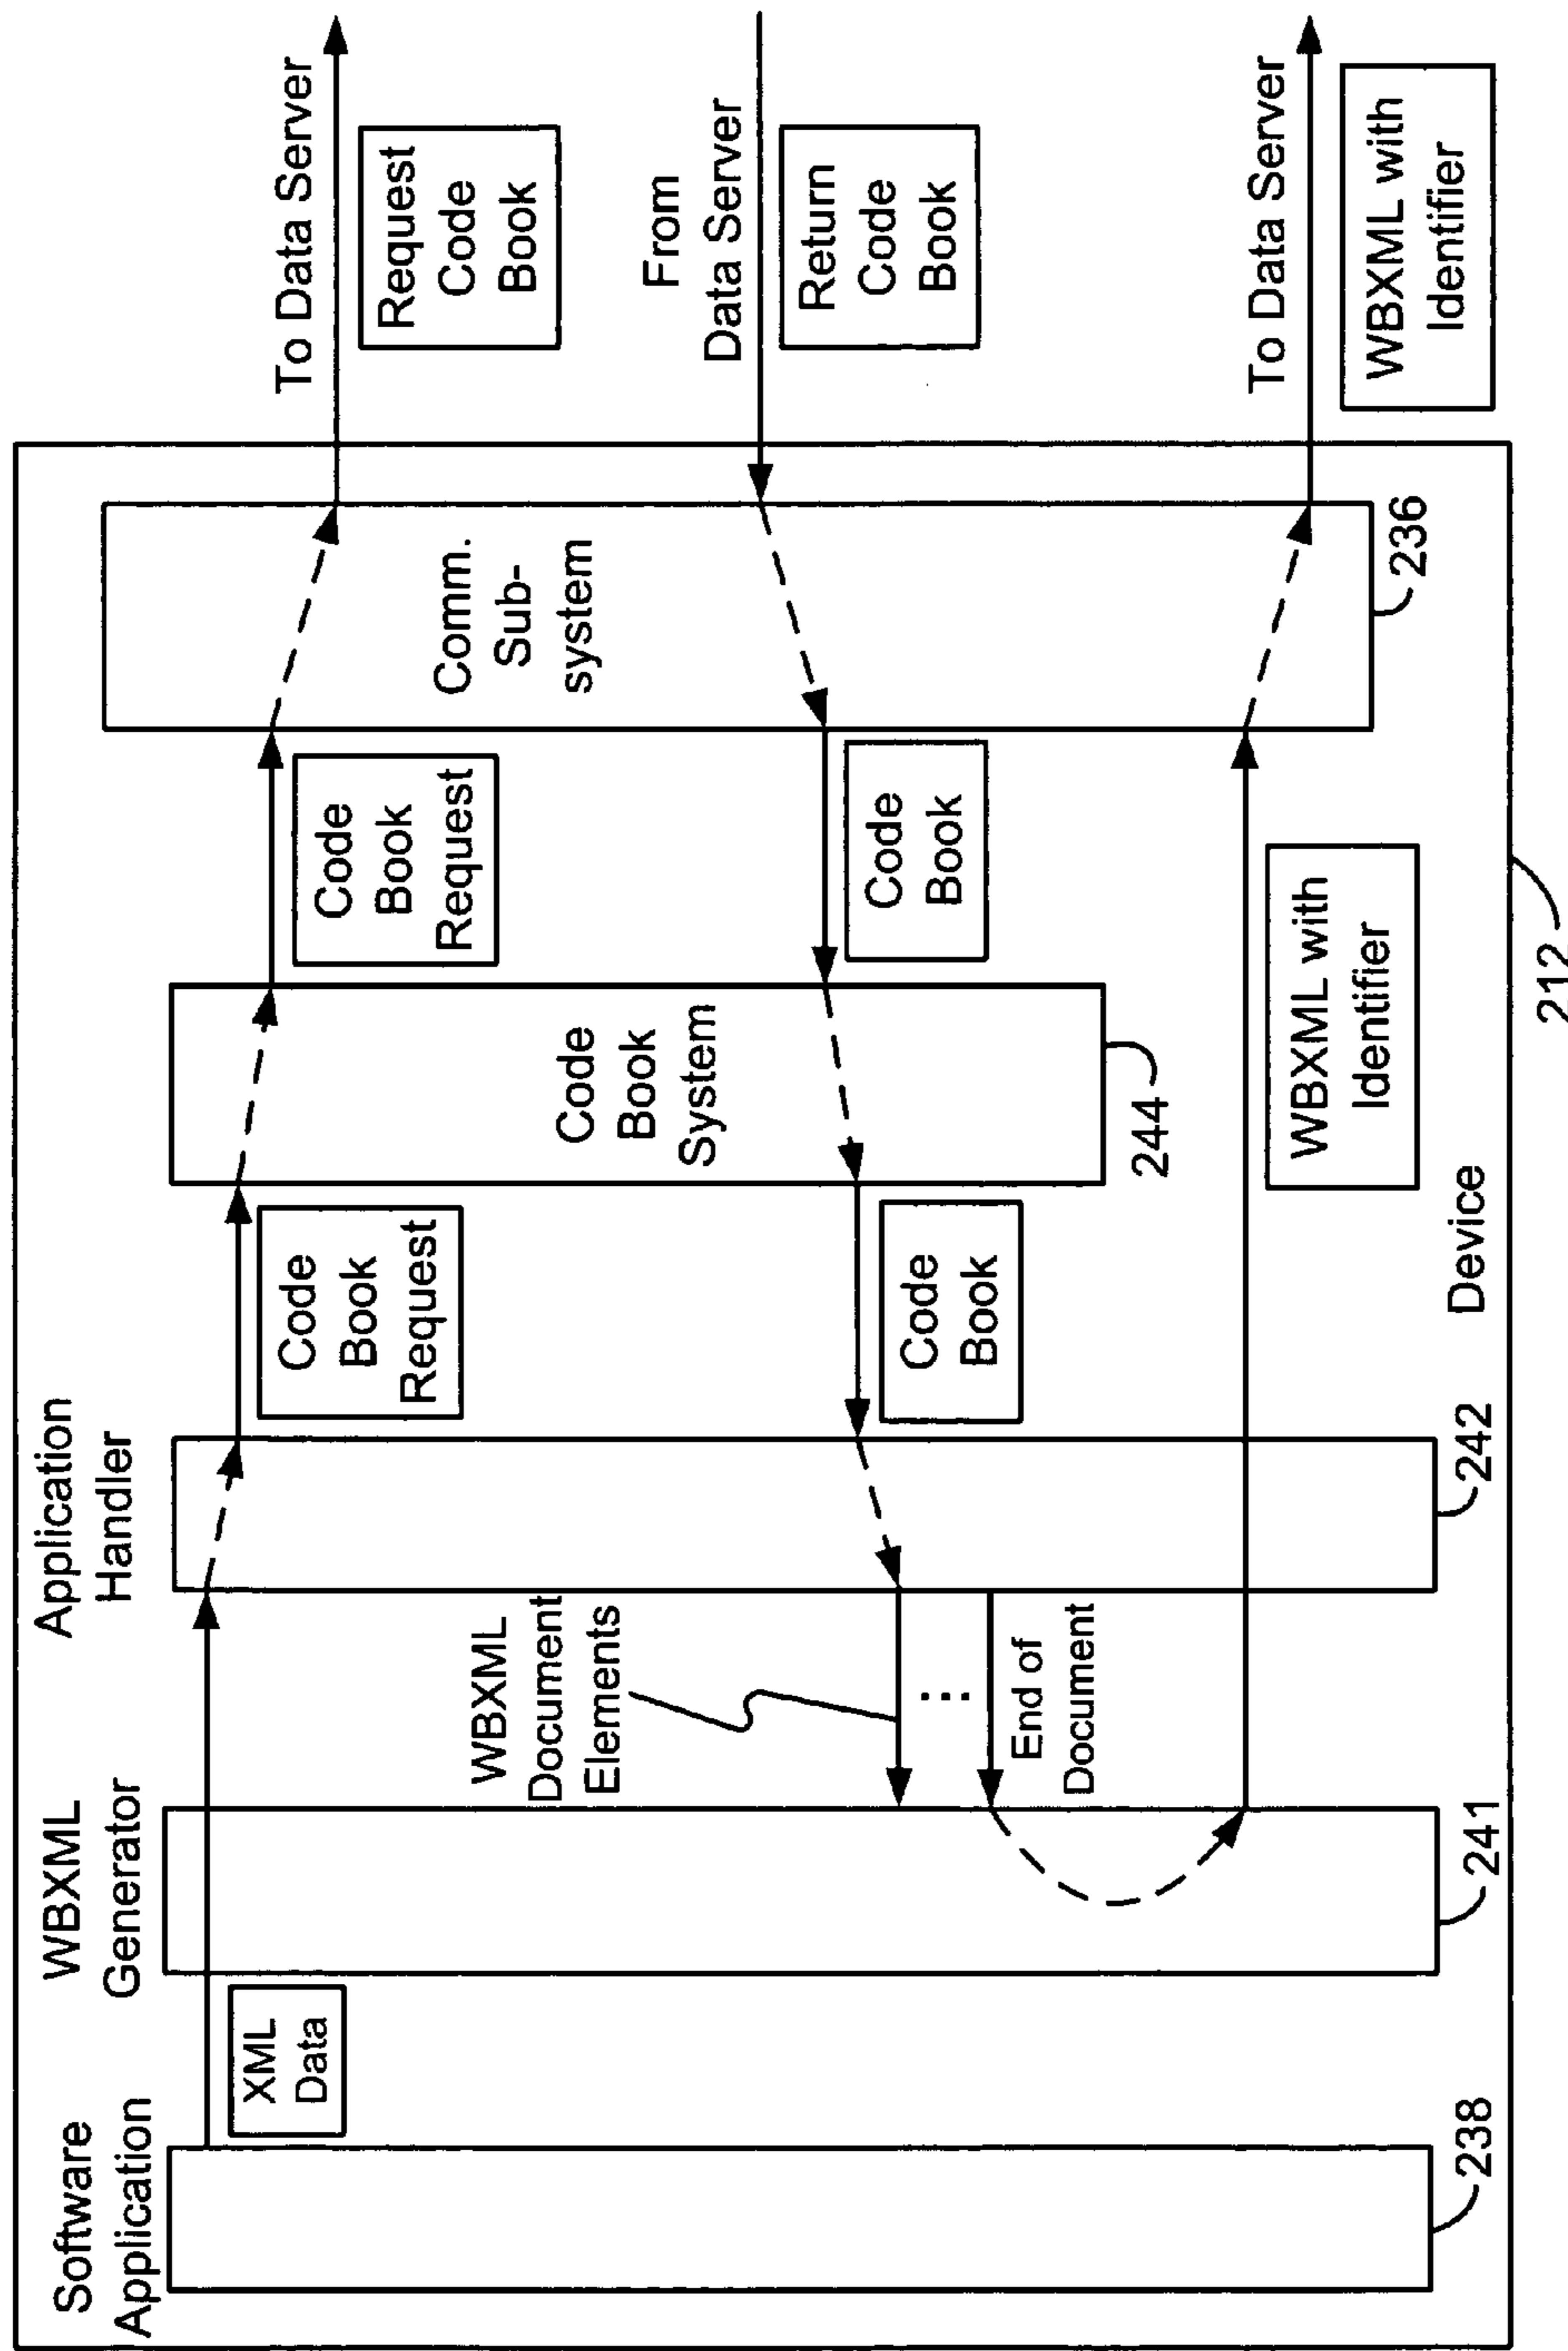 Software
Application
WBXML
Generator
Application
Handler
XML
Data
Code
Book
Request
Code
Book
Request
To Data Server
Request
Code
Book
Comm.
Sub-
system
Code
Book
System
WBXML
Document
Elements
...
End of
Document
Code
Book
Code
Book
From
Data Server
Return
Code
Book
To Data Server
WBXML with
Identifier
WBXML with
Identifier
Device
238
241
242
244
236
212